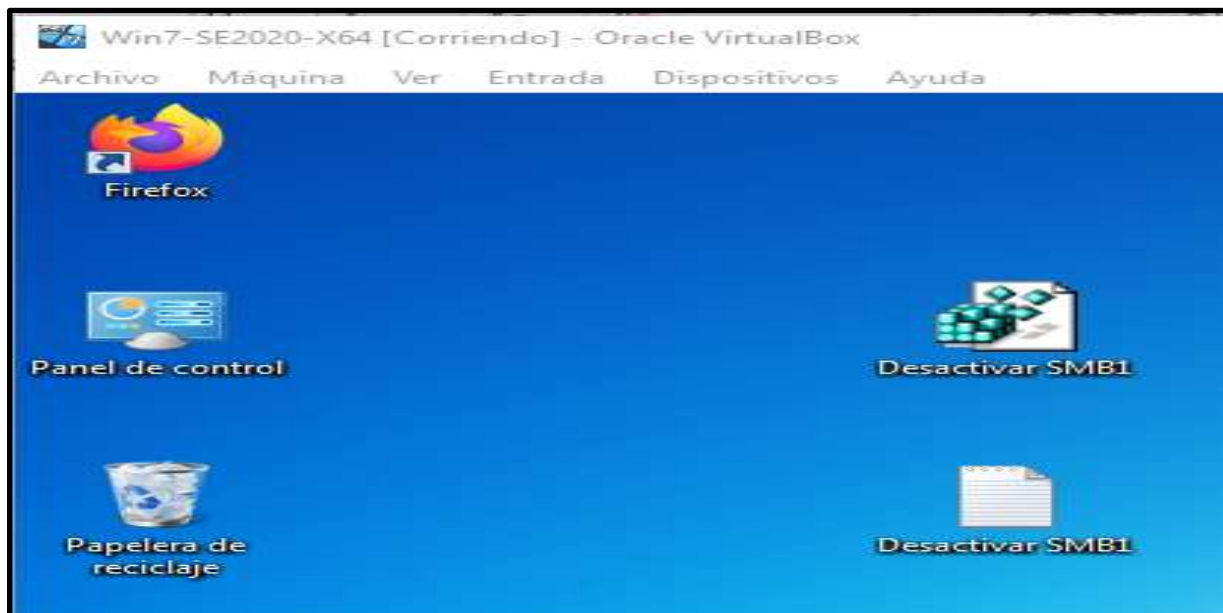 Win7-SE2020-X64 [Corriendo] - Oracle VirtualBox
Archivo Máquina Ver Entrada Dispositivos Ayuda
Firefox
Panel de control
Desactivar SMB1
Papelera de
reciclaje
Desactivar SMB1